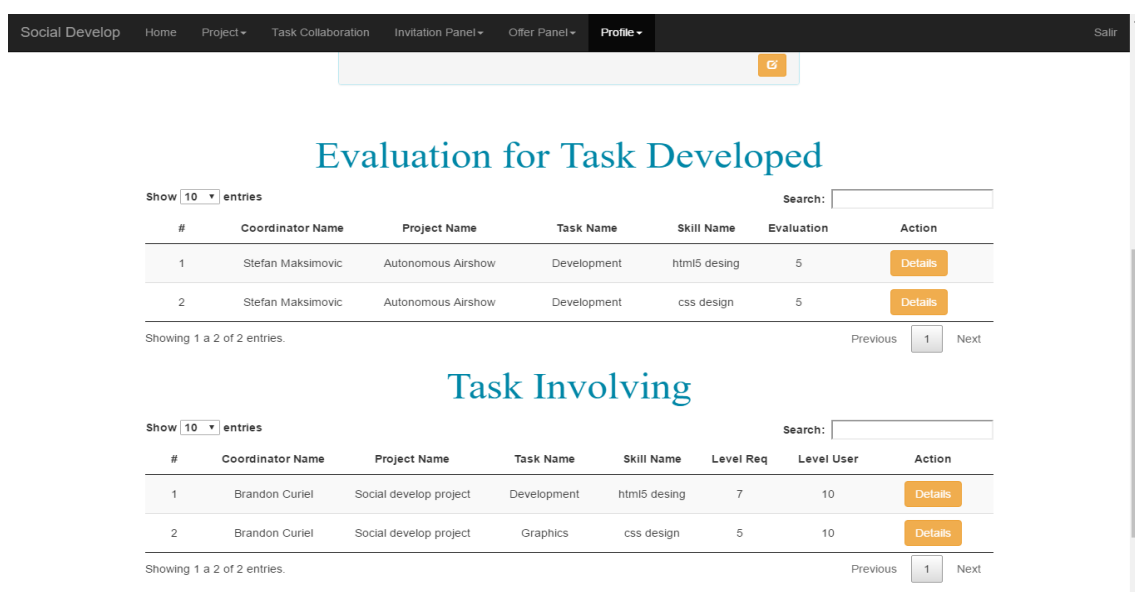 Social Develop Home Project Task Collaboration Invitation Panel Offer Panel Profile Salir
Evaluation for Task Developed
Show 10 entries Search:
# Coordinator Name Project Name Task Name Skill Name Evaluation Action
1 Stefan Maksimovic Autonomous Airshow Development html5 desing 5 Details
2 Stefan Maksimovic Autonomous Airshow Development css design 5 Details
Showing 1 a 2 of 2 entries. Previous 1 Next
Task Involving
Show 10 entries Search:
# Coordinator Name Project Name Task Name Skill Name Level Req Level User Action
1 Brandon Curiel Social develop project Development html5 desing 7 10 Details
2 Brandon Curiel Social develop project Graphics css design 5 10 Details
Showing 1 a 2 of 2 entries. Previous 1 Next